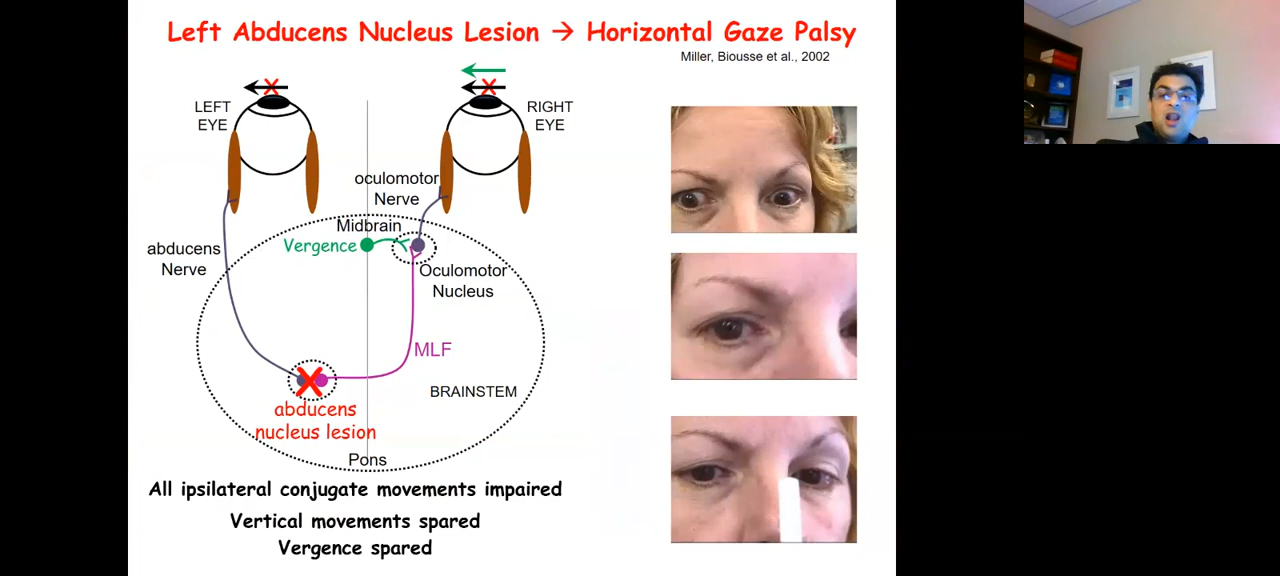 Left Abducens Nucleus Lesion → Horizontal Gaze Palsy
Miller, Biousse et al., 2002
LEFT
EYE
RIGHT
EYE
oculomotor
Nerve
Midbrain
Vergence
abducens
Nerve
Oculomotor
Nucleus
MLF
BRAINSTEM
abducens
nucleus lesion
Pons
All ipsilateral conjugate movements impaired
Vertical movements spared
Vergence spared